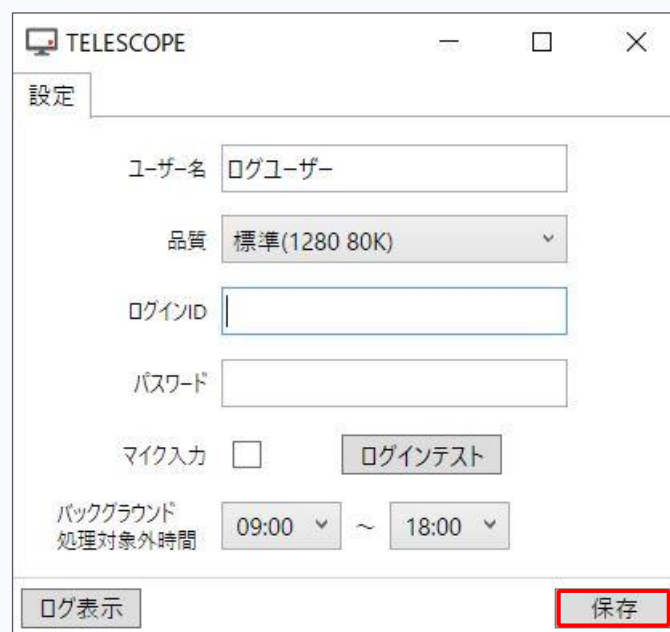 TELESCOPE
設定
ユーザー名 ログユーザー
品質 標準(1280 80K)
ログインID
パスワード
マイク入力 ログインテスト
バックグラウンド
処理対象外時間 09:00 ～ 18:00
ログ表示 保存